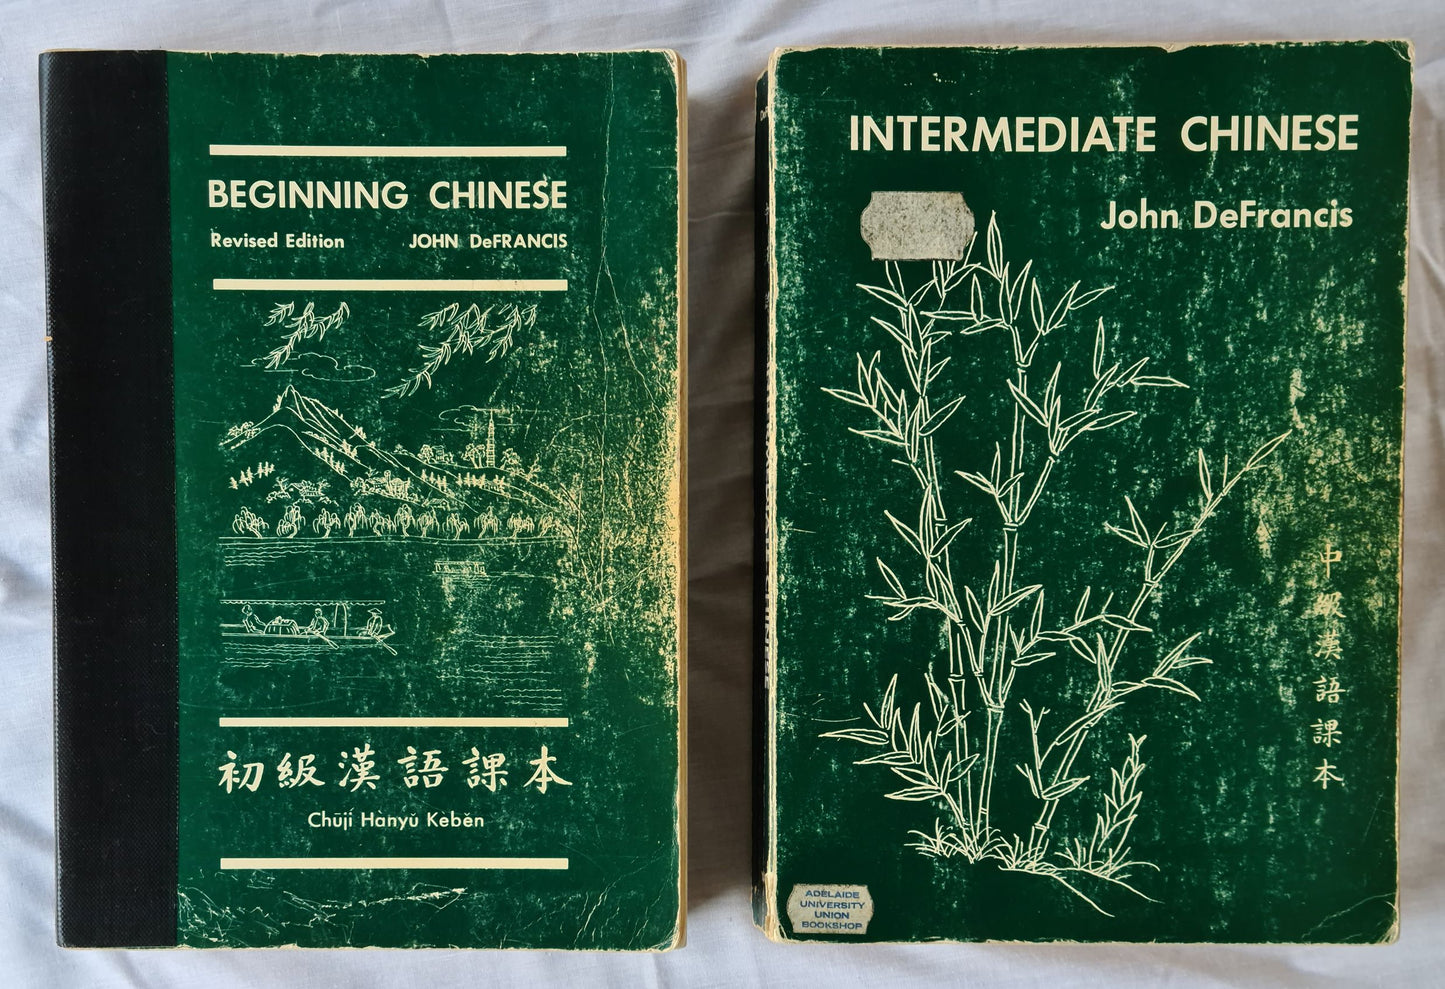 BEGINNING CHINESE
Revised Edition JOHN DeFRANCIS
初級漢語課本
Chūjí Hànyǔ Kèběn
INTERMEDIATE CHINESE
John DeFrancis
中級漢語課本
ADELAIDE
UNIVERSITY
UNION
BOOKSHOP